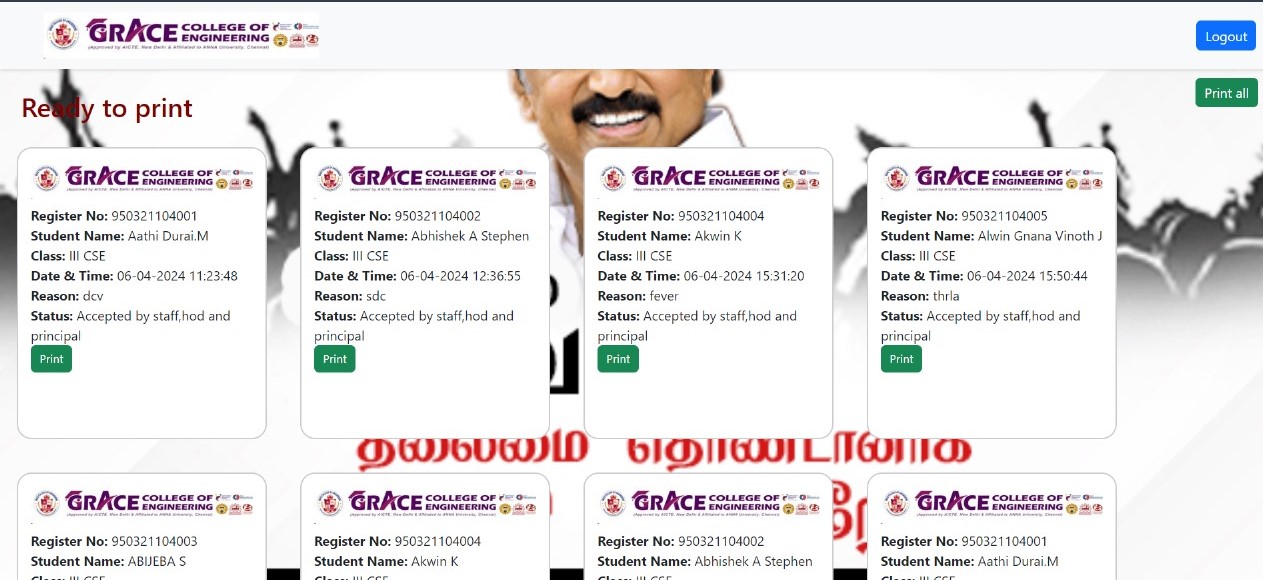 GRACE COLLEGE OF ENGINEERING
(Approved by AICTE, New Delhi & Affiliated to ANNA University, Chennai)
Logout
Ready to print
Print all
GRACE COLLEGE OF ENGINEERING
Register No: 950321104001
Student Name: Aathi Durai.M
Class: III CSE
Date & Time: 06-04-2024 11:23:48
Reason: dcv
Status: Accepted by staff,hod and
principal
Print
GRACE COLLEGE OF ENGINEERING
Register No: 950321104002
Student Name: Abhishek A Stephen
Class: III CSE
Date & Time: 06-04-2024 12:36:55
Reason: sdc
Status: Accepted by staff,hod and
principal
Print
GRACE COLLEGE OF ENGINEERING
Register No: 950321104004
Student Name: Akwin K
Class: III CSE
Date & Time: 06-04-2024 15:31:20
Reason: fever
Status: Accepted by staff,hod and
principal
Print
GRACE COLLEGE OF ENGINEERING
Register No: 950321104005
Student Name: Alwin Gnana Vinoth J
Class: III CSE
Date & Time: 06-04-2024 15:50:44
Reason: thrla
Status: Accepted by staff,hod and
principal
Print
தலைமை தொண்டனாக
GRACE COLLEGE OF ENGINEERING
Register No: 950321104003
Student Name: ABIJEBA S
Class: III CSE
GRACE COLLEGE OF ENGINEERING
Register No: 950321104004
Student Name: Akwin K
Class: III CSE
GRACE COLLEGE OF ENGINEERING
Register No: 950321104002
Student Name: Abhishek A Stephen
Class: III CSE
GRACE COLLEGE OF ENGINEERING
Register No: 950321104001
Student Name: Aathi Durai.M
Class: III CSE